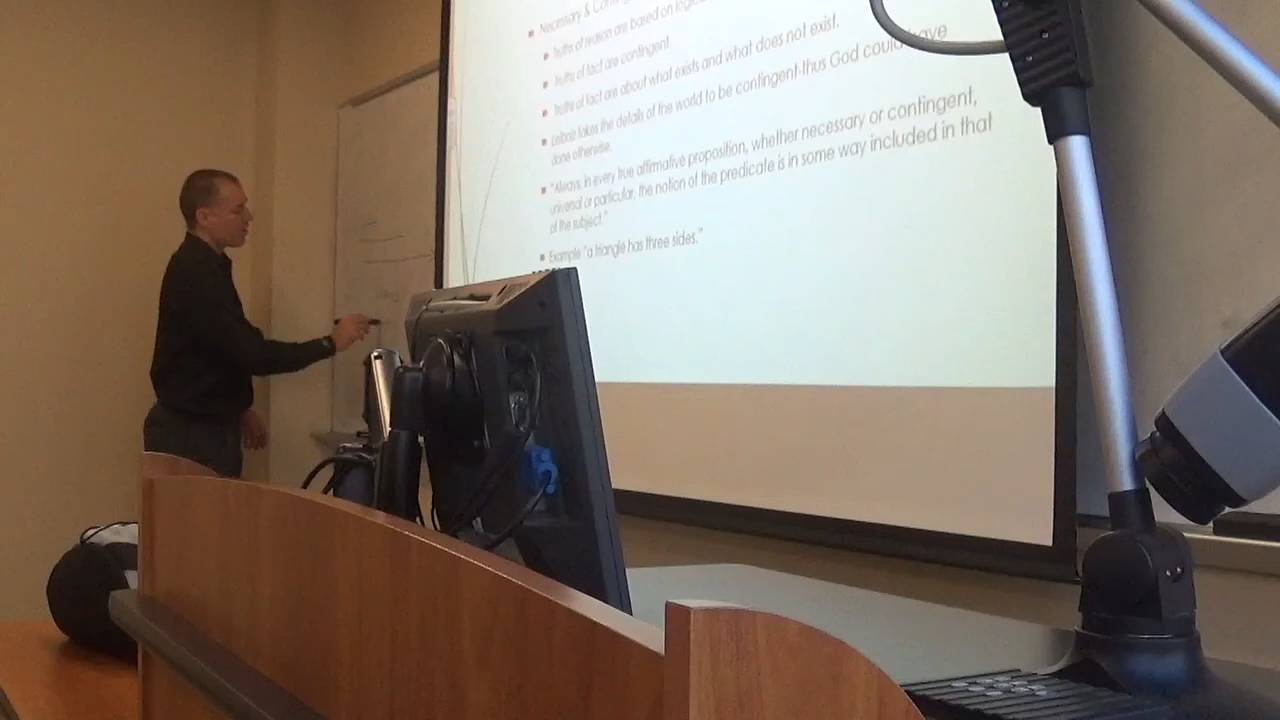 Necessary &
Truths of reason are based on logical
Truths of fact are contingent.
Truths of fact are about what exists and what does not exist.
Leibniz takes the details of the world to be contingent-thus God could have
done otherwise.
"Always, in every true affirmative proposition, whether necessary or contingent,
universal or particular, the notion of the predicate is in some way included in that
of the subject."
Example "a triangle has three sides."